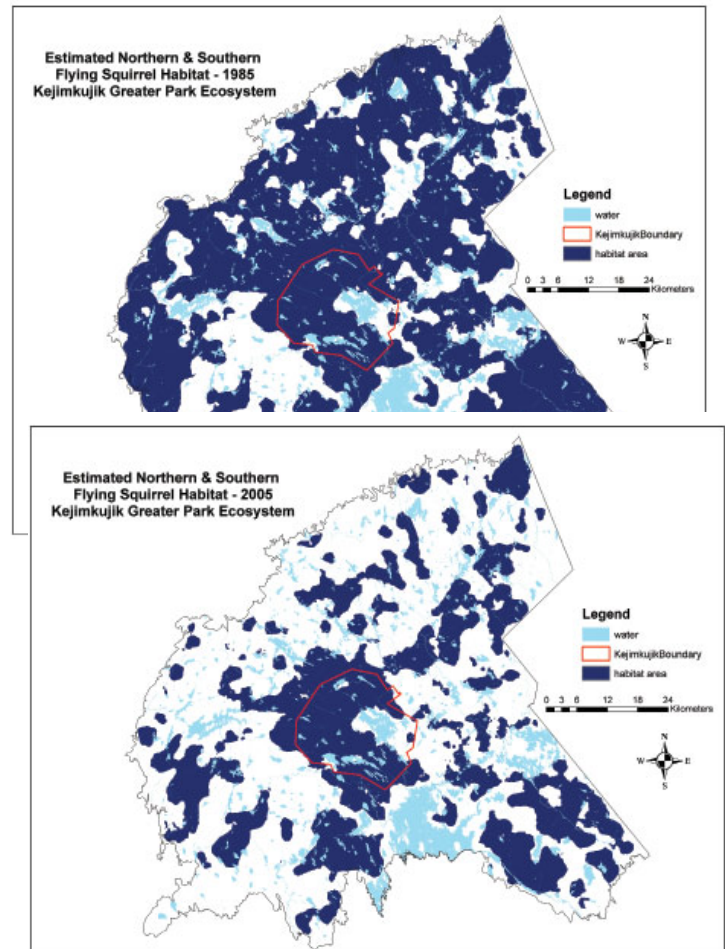 Estimated Northern & Southern
Flying Squirrel Habitat - 1985
Kejimkujik Greater Park Ecosystem
Legend
water
KejimkujikBoundary
habitat area
0 3 6 12 18 24
Kilometers
N
W E
S
Estimated Northern & Southern
Flying Squirrel Habitat - 2005
Kejimkujik Greater Park Ecosystem
Legend
water
KejimkujikBoundary
habitat area
0 3 6 12 18 24
Kilometers
N
W E
S